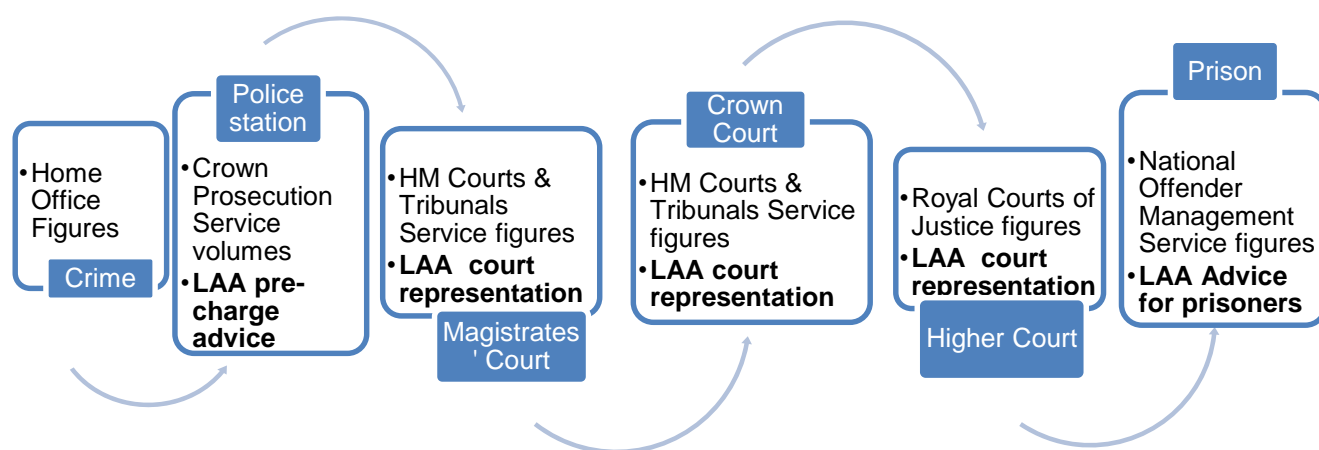 •Home
Office
Figures
Crime
Police
station
•Crown
Prosecution
Service
volumes
•LAA pre-
charge
advice
•HM Courts &
Tribunals
Service figures
•LAA court
representation
Magistrates
' Court
Crown
Court
•HM Courts &
Tribunals Service
figures
•LAA court
representation
•Royal Courts of
Justice figures
•LAA court
representation
Higher Court
Prison
•National
Offender
Management
Service figures
•LAA Advice
for prisoners